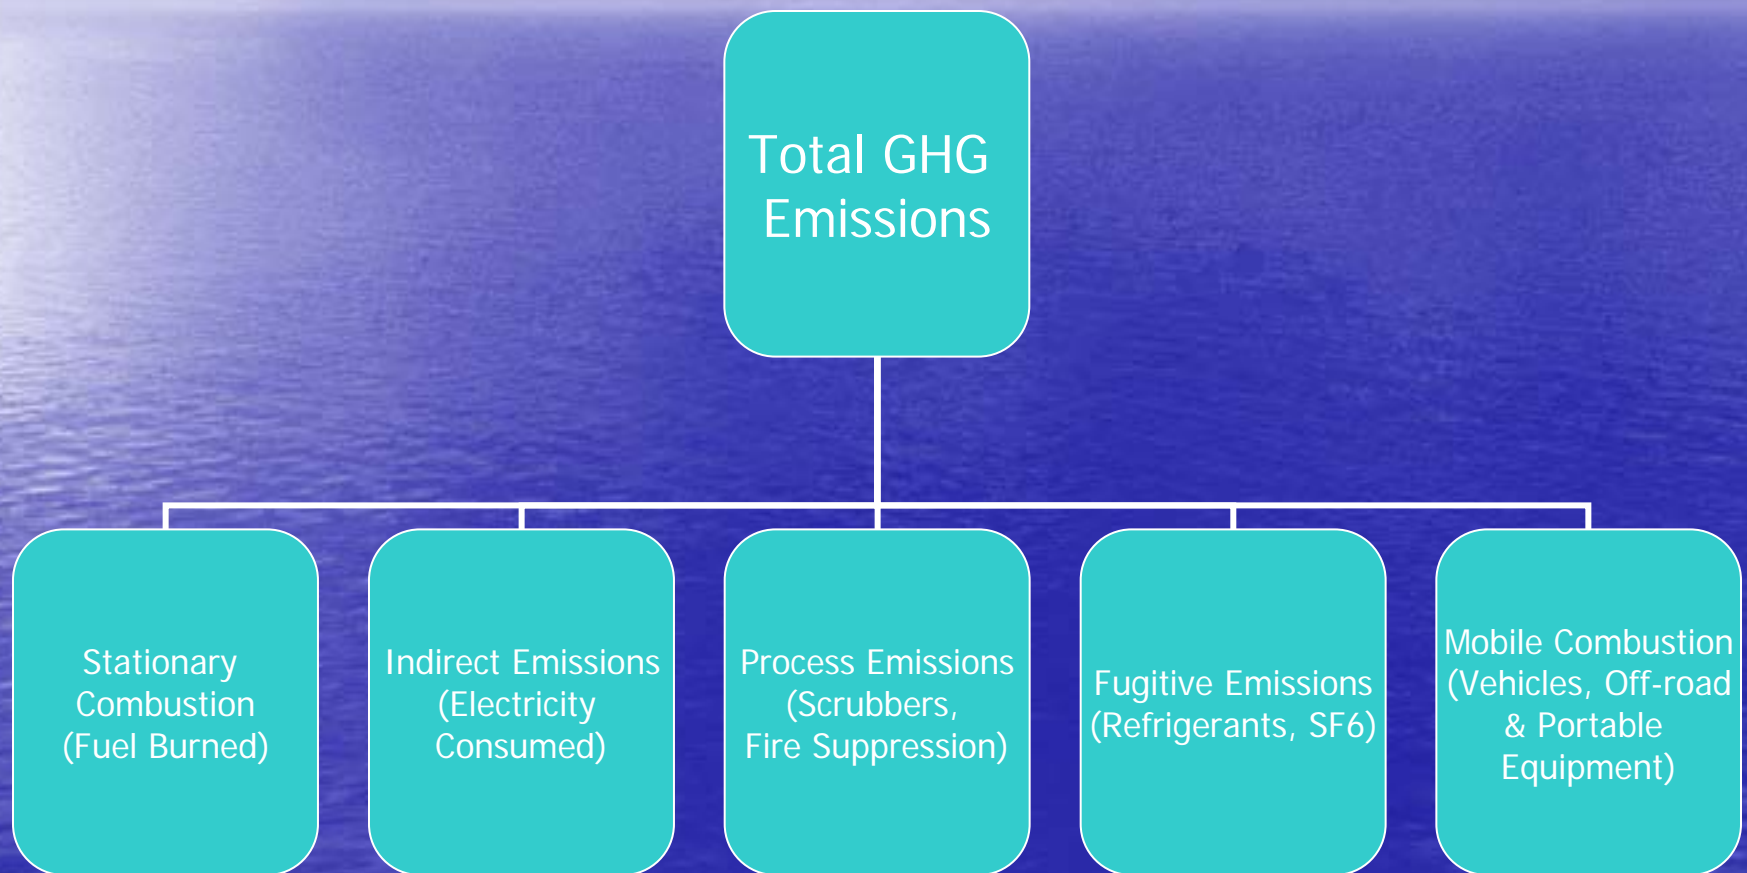 Total GHG
Emissions
Stationary
Combustion
(Fuel Burned)
Indirect Emissions
(Electricity
Consumed)
Process Emissions
(Scrubbers,
Fire Suppression)
Fugitive Emissions
(Refrigerants, SF6)
Mobile Combustion
(Vehicles, Off-road
& Portable
Equipment)